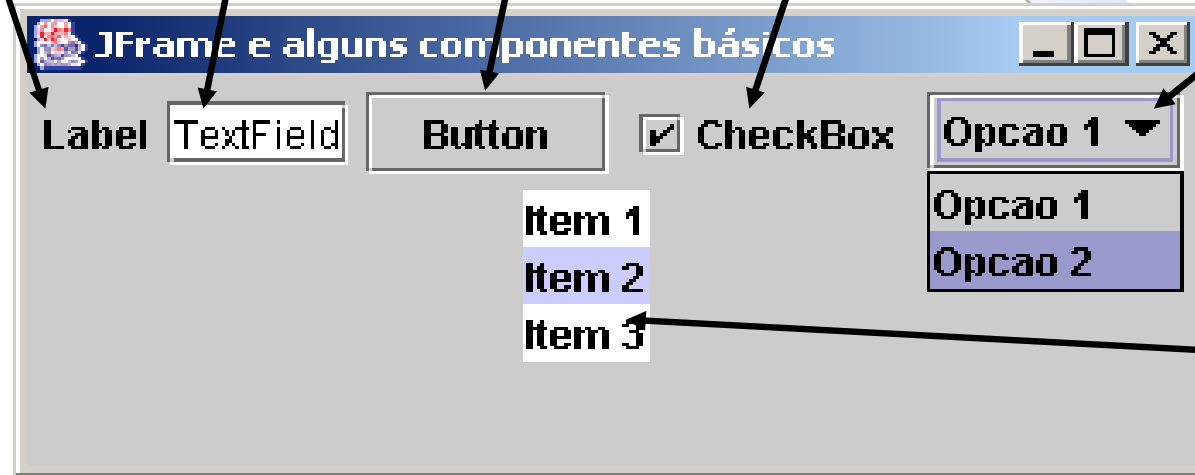 JFrame e alguns componentes básicos
Label TextField Button CheckBox Opcao 1
Opcao 1
Opcao 2
Item 1
Item 2
Item 3